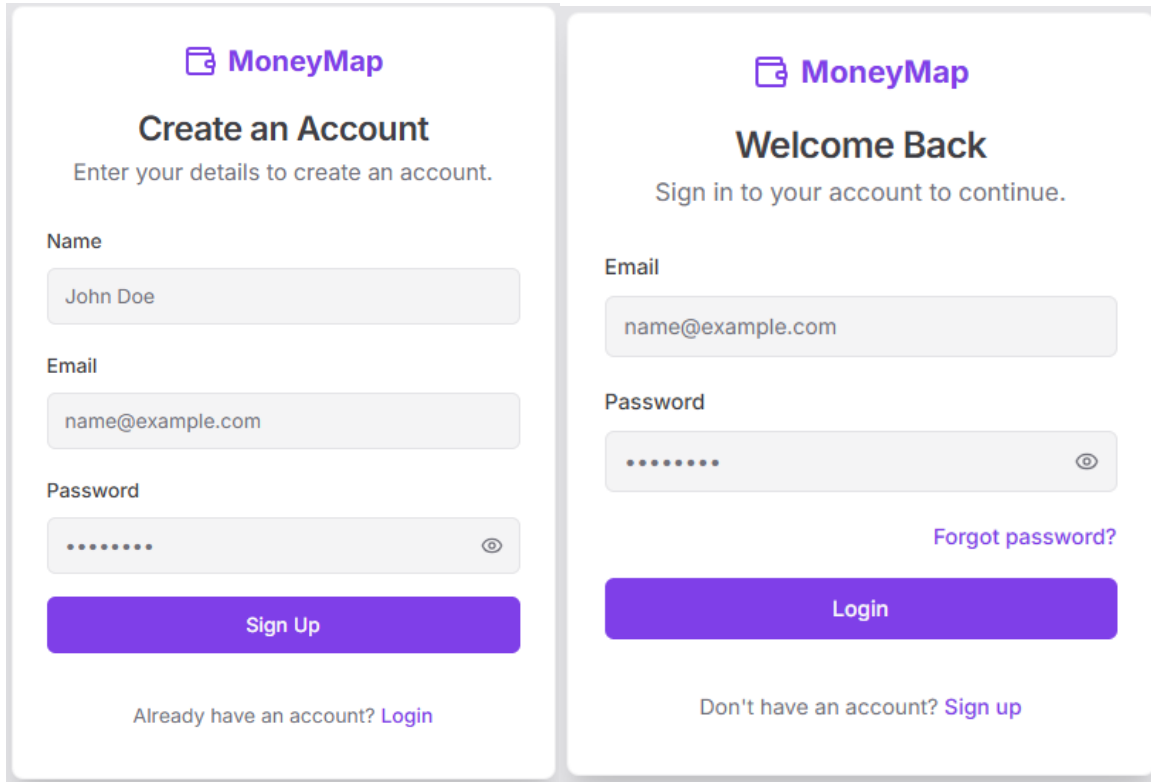 MoneyMap
Create an Account
Enter your details to create an account.
Name
John Doe
Email
name@example.com
Password
••••••••
Sign Up
Already have an account? Login
MoneyMap
Welcome Back
Sign in to your account to continue.
Email
name@example.com
Password
••••••••
Forgot password?
Login
Don't have an account? Sign up